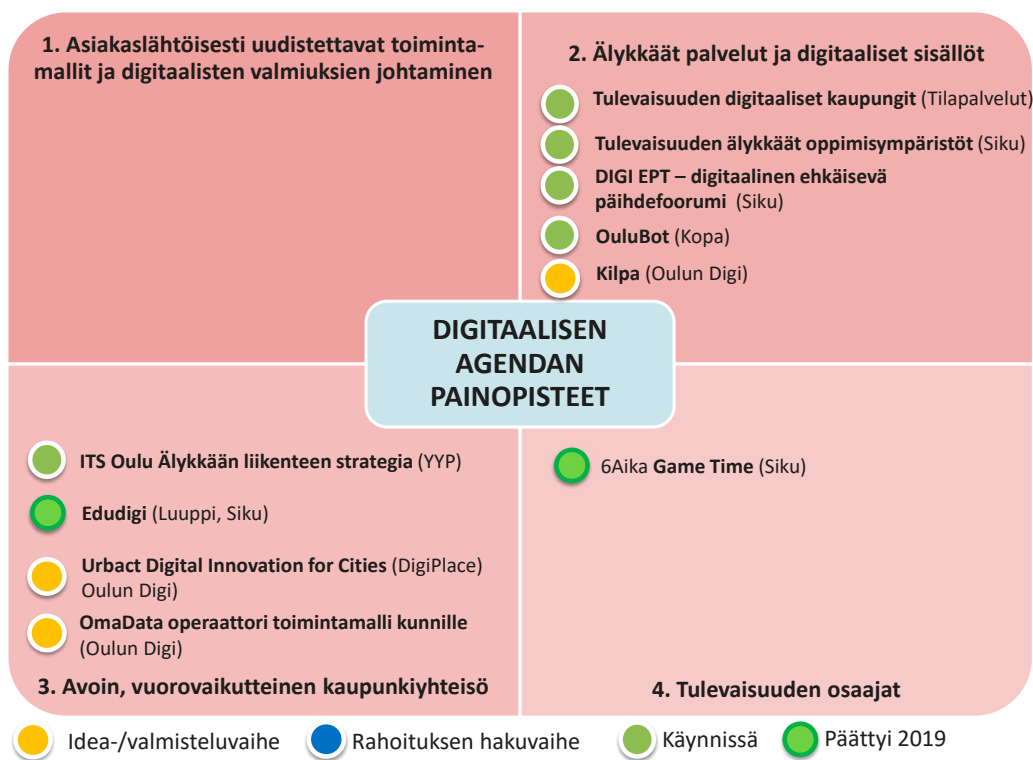 1. Asiakaslähtöisesti uudistettavat toiminta-
mallit ja digitaalisten valmiuksien johtaminen
2. Älykkäät palvelut ja digitaaliset sisällöt
Tulevaisuuden digitaaliset kaupungit (Tilapalvelut)
Tulevaisuuden älykkäät oppimisympäristöt (Siku)
DIGI EPT – digitaalinen ehkäisevä
päihdefoorumi (Siku)
OuluBot (Kopa)
Kilpa (Oulun Digi)
DIGITAALISEN
AGENDAN
PAINOPISTEET
ITS Oulu Älykkään liikenteen strategia (YYP)
Edudigi (Luuppi, Siku)
Urbact Digital Innovation for Cities (DigiPlace)
Oulun Digi)
OmaData operaattori toimintamalli kunnille
(Oulun Digi)
3. Avoin, vuorovaikutteinen kaupunkiyhteisö
6Aika Game Time (Siku)
4. Tulevaisuuden osaajat
Idea-/valmisteluvaihe
Rahoituksen hakuvaihe
Käynnissä
Päättyi 2019